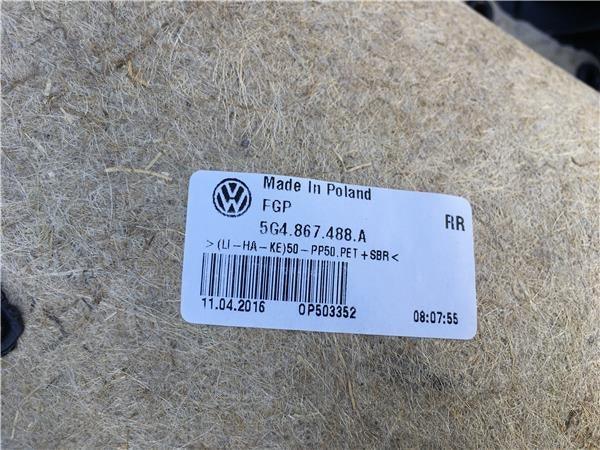 Made In Poland
FGP
RR
5G4.867.488.A
>(LI-HA-KE)50-PP50.PET+SBR<
11.04.2016 OP503352 08:07:55